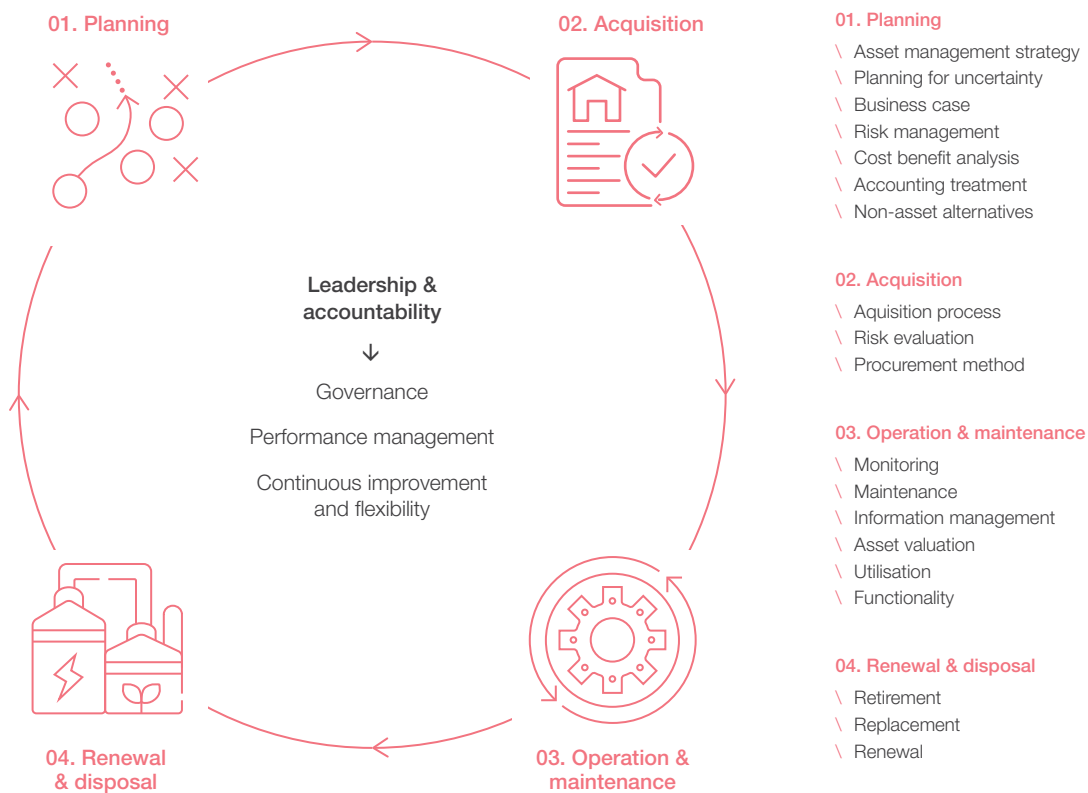 01. Planning
02. Acquisition
Leadership &
accountability
Governance
Performance management
Continuous improvement
and flexibility
04. Renewal
& disposal
03. Operation &
maintenance
01. Planning
\ Asset management strategy
\ Planning for uncertainty
\ Business case
\ Risk management
\ Cost benefit analysis
\ Accounting treatment
\ Non-asset alternatives
02. Acquisition
\ Aquisition process
\ Risk evaluation
\ Procurement method
03. Operation & maintenance
\ Monitoring
\ Maintenance
\ Information management
\ Asset valuation
\ Utilisation
\ Functionality
04. Renewal & disposal
\ Retirement
\ Replacement
\ Renewal